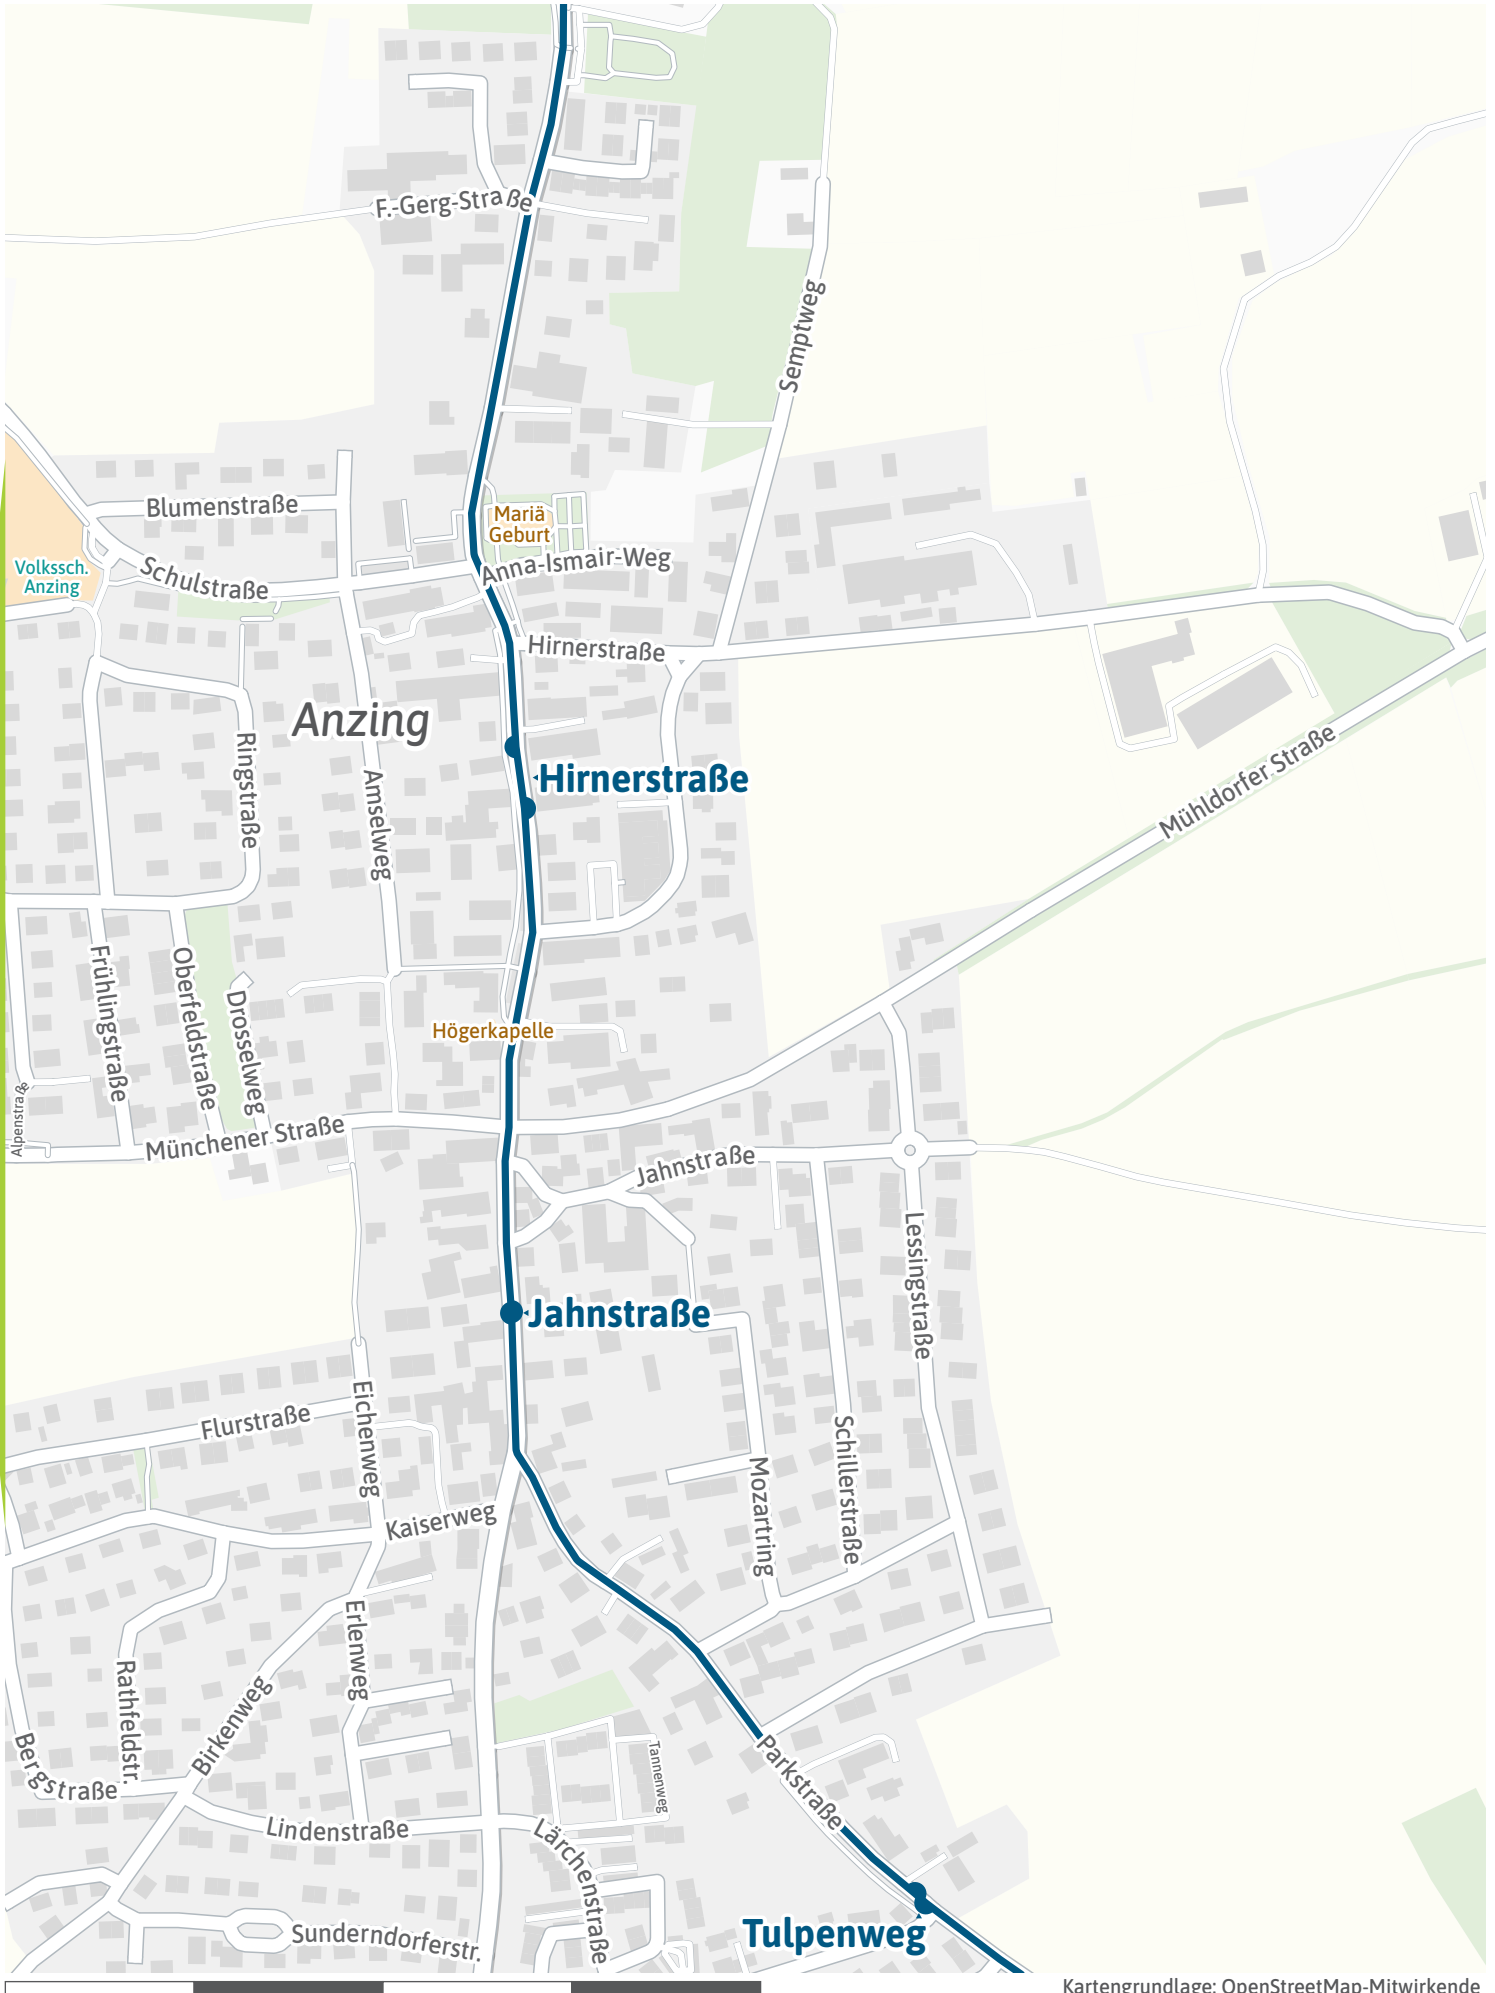 F.-Gerg-Straße
Semptweg
Blumenstraße
Mariä
Geburt
Anna-Ismair-Weg
Volkssch.
Anzing
Schulstraße
Hirnerstraße
Anzing
Ringstraße
Amselweg
Hirnerstraße
Mühldorfer Straße
Frühlingstraße
Oberfeldstraße
Drosselweg
Högerkapelle
Alpenstraße
Münchener Straße
Jahnstraße
Lessingstraße
Jahnstraße
Eichenweg
Flurstraße
Schillerstraße
Mozartring
Kaiserweg
Erlenweg
Rathfeldstr.
Birkenweg
Bergstraße
Tannenweg
Parkstraße
Lindenstraße
Lärchenstraße
Sunderndorferstr.
Tulpenweg
Kartengrundlage: OpenStreetMap-Mitwirkende